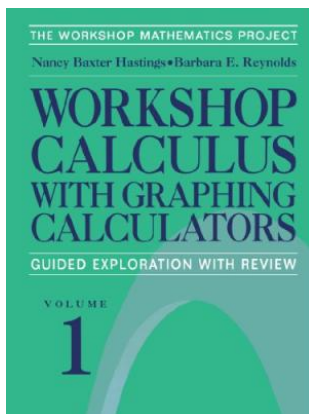 THE WORKSHOP MATHEMATICS PROJECT
Nancy Baxter Hastings•Barbara E. Reynolds
WORKSHOP
CALCULUS
WITH GRAPHING
CALCULATORS
GUIDED EXPLORATION WITH REVIEW
VOLUME
1